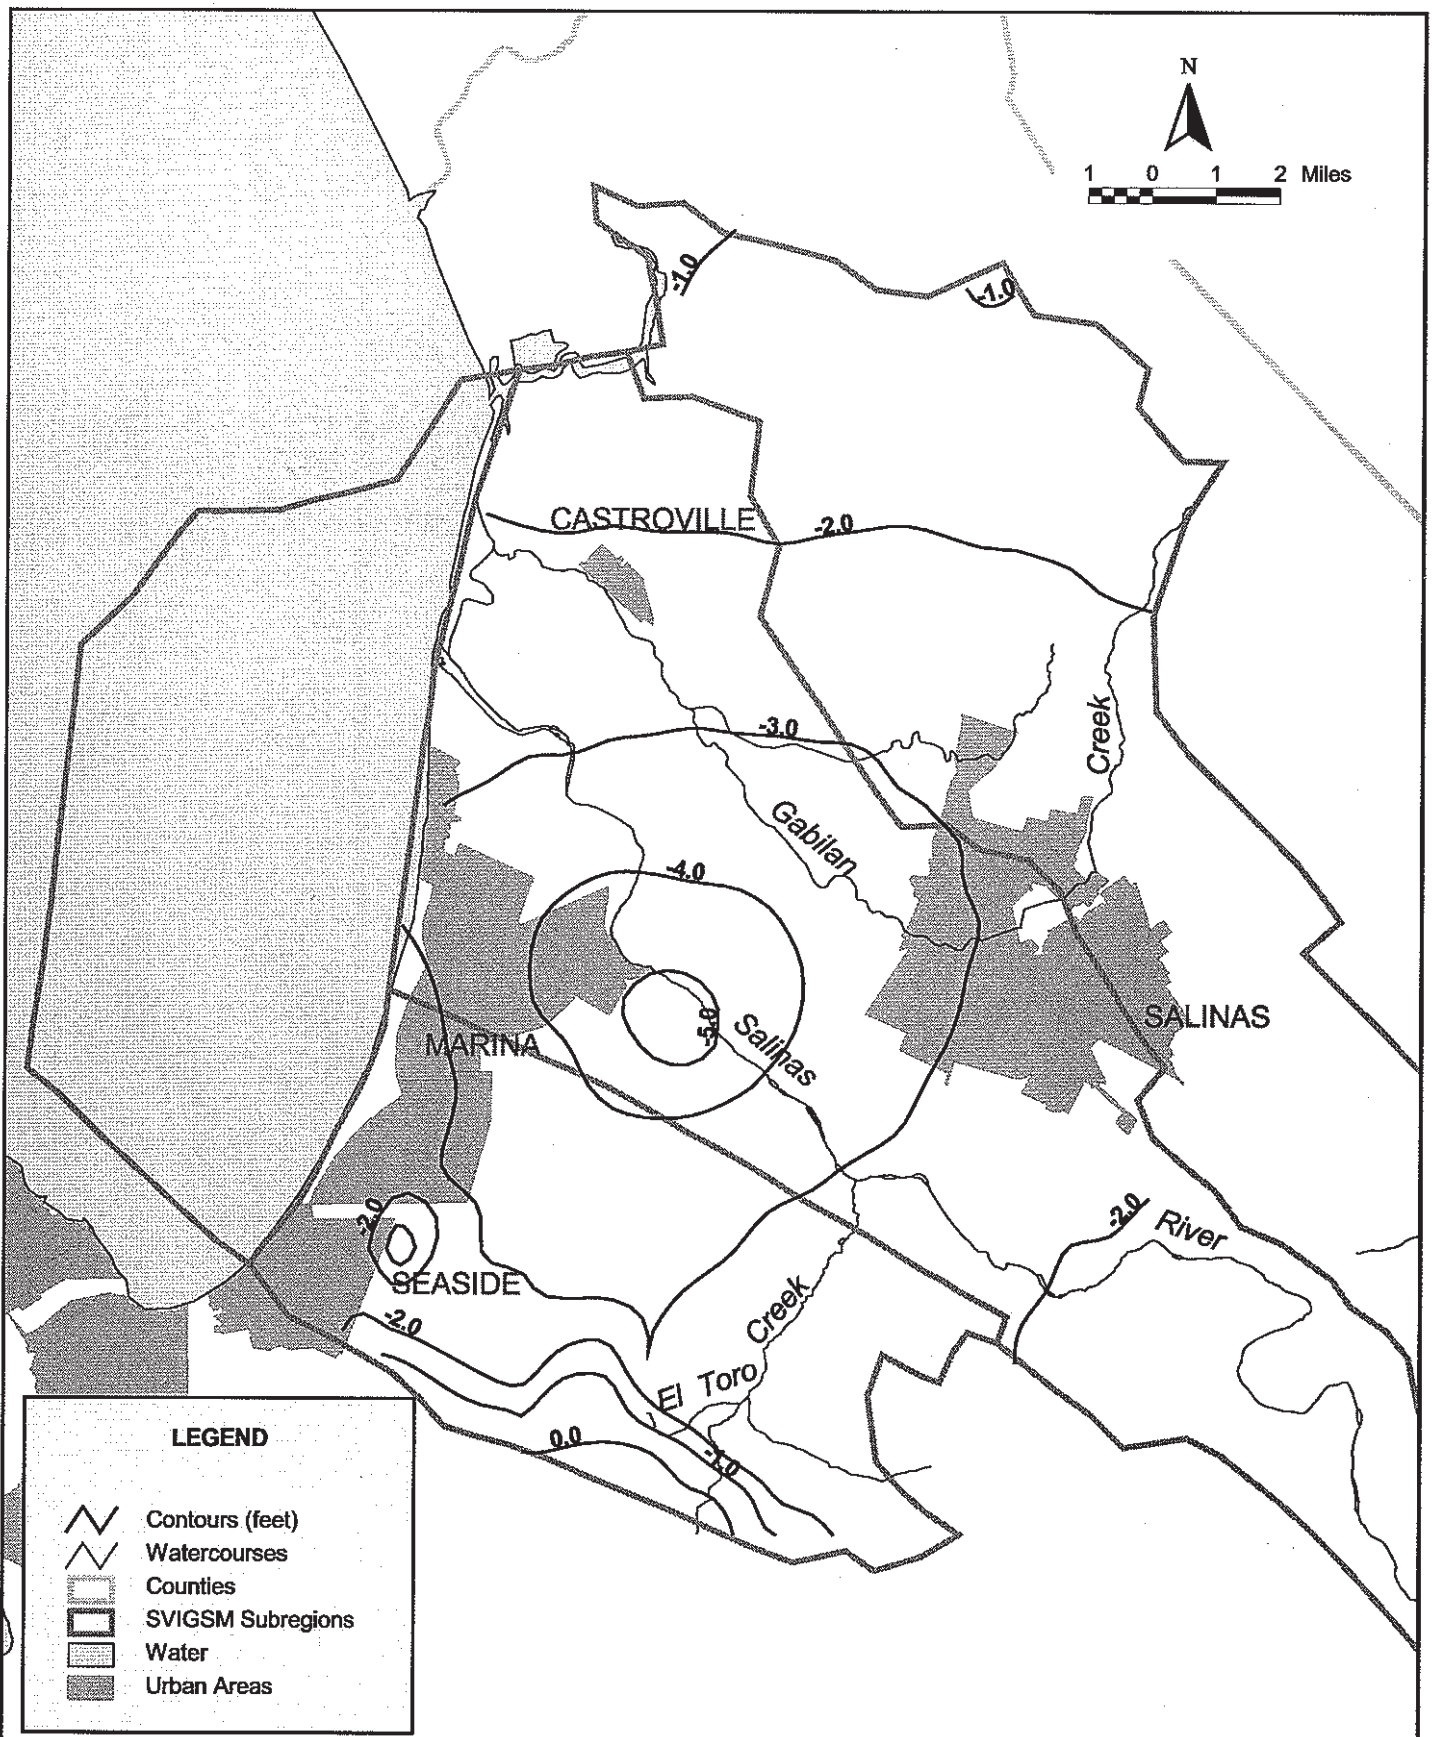 N
1 0 1 2 Miles
-1.0
-1.0
CASTROVILLE
-2.0
-3.0
Creek
Gabilan
-4.0
-5.0
Salinas
SALINAS
MARINA
-2.0
-2.0
River
SEASIDE
-2.0
Creek
El Toro
0.0
-1.0
LEGEND
Contours (feet)
Watercourses
Counties
SVIGSM Subregions
Water
Urban Areas